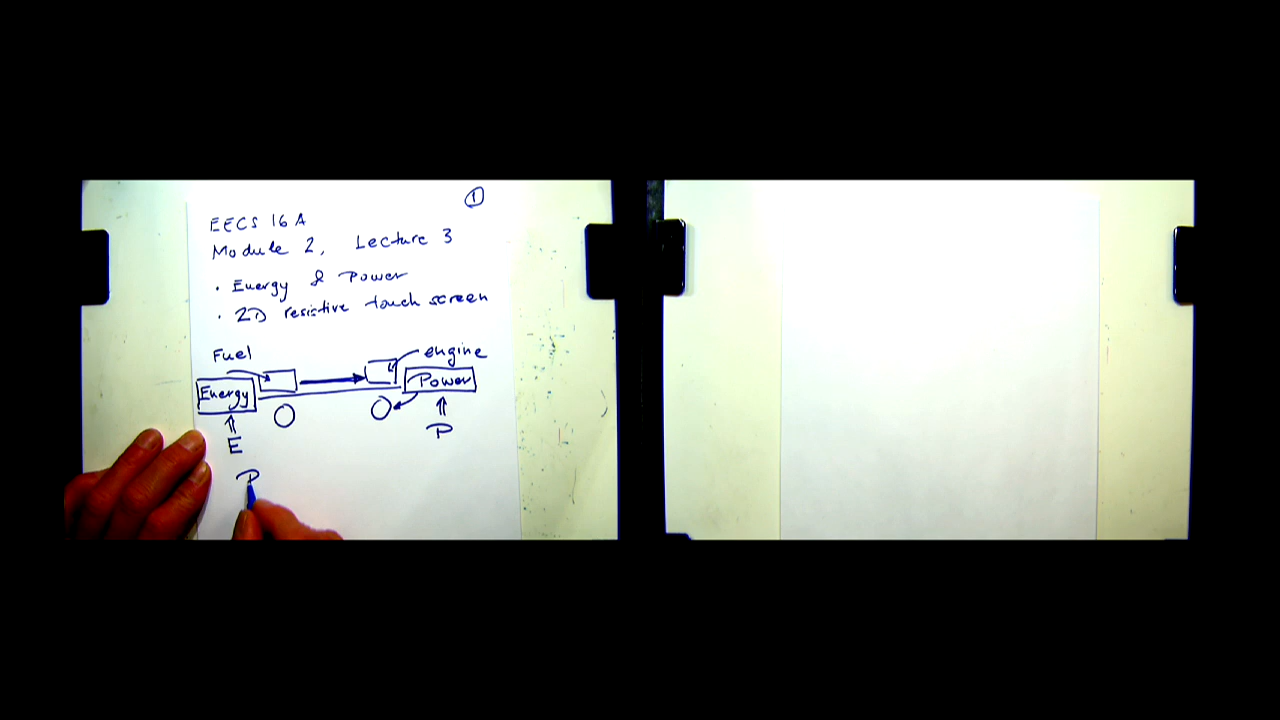 ①
EECS 16A
Module 2, Lecture 3
• Energy & Power
• 2D resistive touch screen
Fuel
engine
Energy
Power
E
P
P